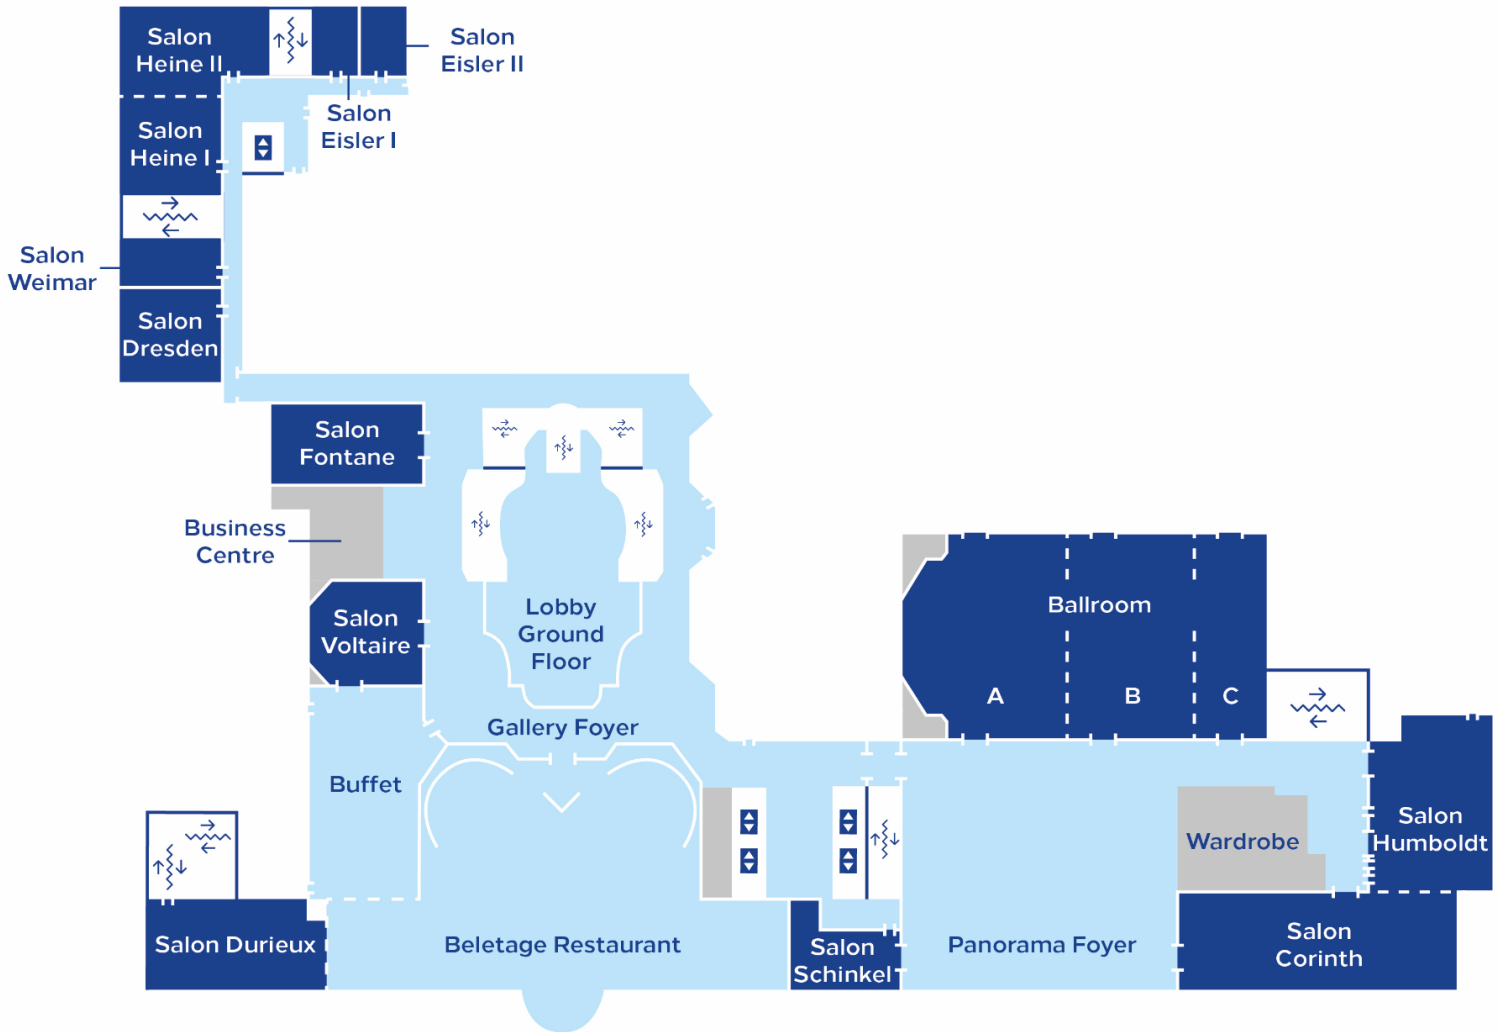 Salon
Heine II
Salon
Eisler II
Salon
Eisler I
Salon
Heine I
Salon
Weimar
Salon
Dresden
Salon
Fontane
Business
Centre
Salon
Voltaire
Lobby
Ground
Floor
Gallery Foyer
Buffet
Ballroom
A
B
C
Wardrobe
Salon
Humboldt
Salon Durieux
Beletage Restaurant
Salon
Schinkel
Panorama Foyer
Salon
Corinth